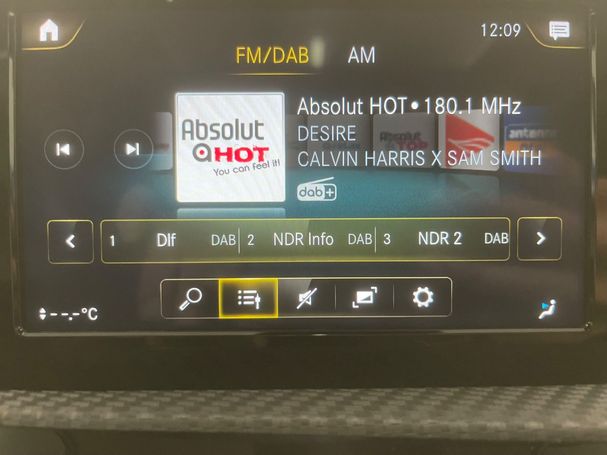 12:09
FM/DAB AM
Absolut HOT • 180.1 MHz
DESIRE
CALVIN HARRIS X SAM SMITH
Absolut
HOT
You can feel it!
TOP
antenne
dab+
1 Dlf DAB 2 NDR Info DAB 3 NDR 2 DAB
--,-°C